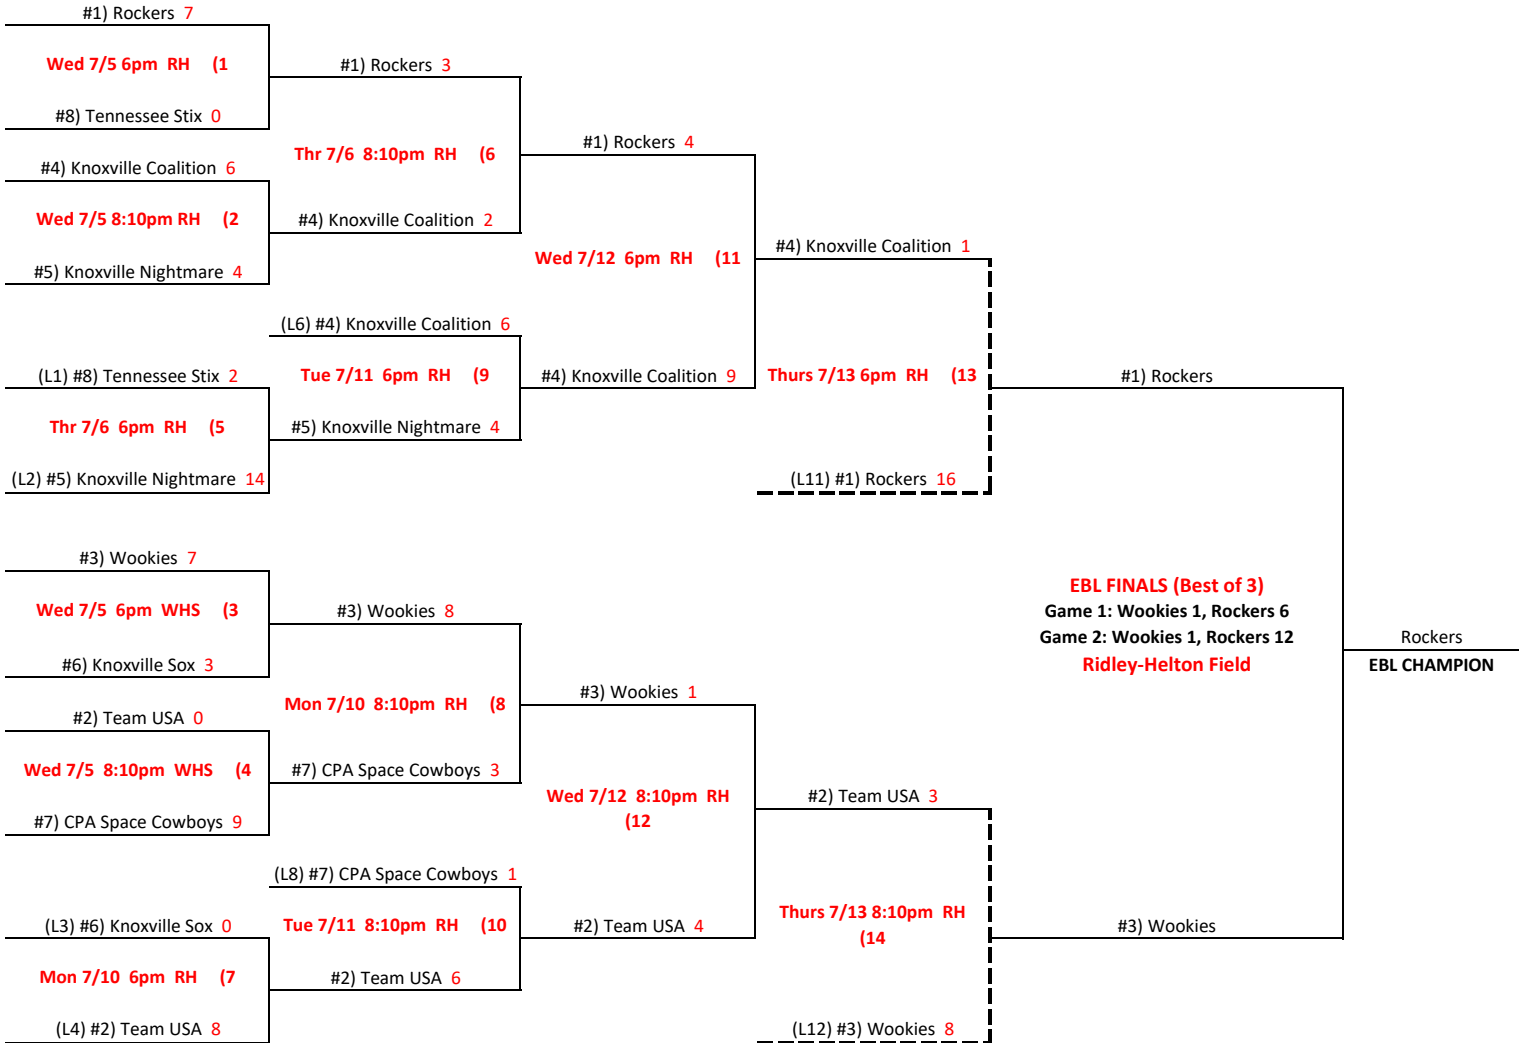 #1) Rockers 7
Wed 7/5 6pm RH (1
#8) Tennessee Stix 0
#4) Knoxville Coalition 6
Wed 7/5 8:10pm RH (2
#5) Knoxville Nightmare 4
(L1) #8) Tennessee Stix 2
Thr 7/6 6pm RH (5
(L2) #5) Knoxville Nightmare 14
#1) Rockers 3
Thr 7/6 8:10pm RH (6
#4) Knoxville Coalition 2
(L6) #4) Knoxville Coalition 6
Tue 7/11 6pm RH (9
#5) Knoxville Nightmare 4
#1) Rockers 4
Wed 7/12 6pm RH (11
#4) Knoxville Coalition 9
#4) Knoxville Coalition 1
Thurs 7/13 6pm RH (13
(L11) #1) Rockers 16
#1) Rockers
#3) Wookies 7
Wed 7/5 6pm WHS (3
#6) Knoxville Sox 3
#2) Team USA 0
Wed 7/5 8:10pm WHS (4
#7) CPA Space Cowboys 9
(L3) #6) Knoxville Sox 0
Mon 7/10 6pm RH (7
(L4) #2) Team USA 8
#3) Wookies 8
Mon 7/10 8:10pm RH (8
#7) CPA Space Cowboys 3
(L8) #7) CPA Space Cowboys 1
Tue 7/11 8:10pm RH (10
#2) Team USA 6
#3) Wookies 1
Wed 7/12 8:10pm RH
(12
#2) Team USA 4
#2) Team USA 3
Thurs 7/13 8:10pm RH
(14
(L12) #3) Wookies 8
#3) Wookies
EBL FINALS (Best of 3)
Game 1: Wookies 1, Rockers 6
Game 2: Wookies 1, Rockers 12
Ridley-Helton Field
Rockers
EBL CHAMPION